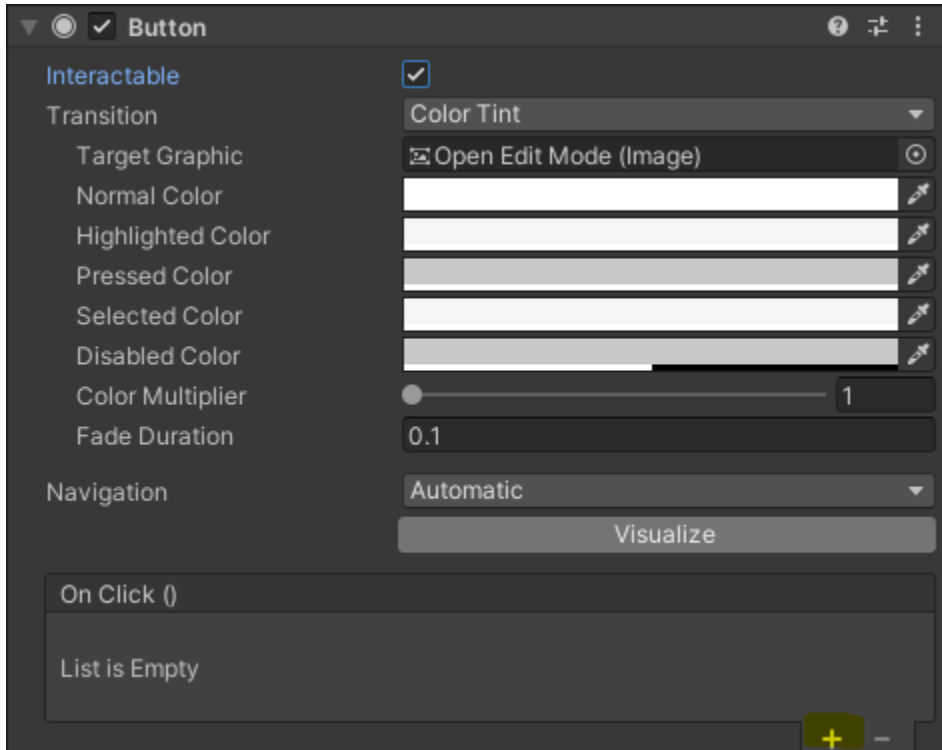 Button
Interactable
Transition Color Tint
Target Graphic Open Edit Mode (Image)
Normal Color
Highlighted Color
Pressed Color
Selected Color
Disabled Color
Color Multiplier 1
Fade Duration 0.1
Navigation Automatic
Visualize
On Click ()
List is Empty